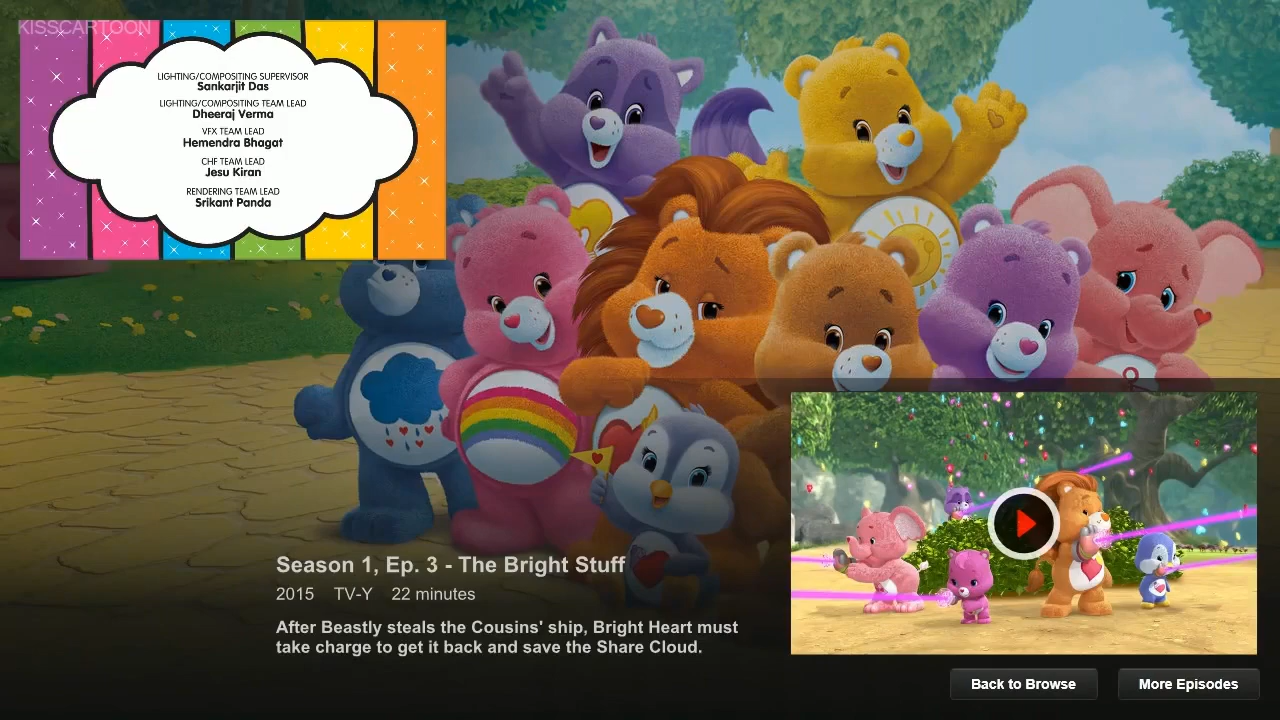 KISSCARTOON
LIGHTING/COMPOSITING SUPERVISOR
Sankarjit Das
LIGHTING/COMPOSITING TEAM LEAD
Dheeraj Verma
VFX TEAM LEAD
Hemendra Bhagat
CHF TEAM LEAD
Jesu Kiran
RENDERING TEAM LEAD
Srikant Panda
Season 1, Ep. 3 - The Bright Stuff
2015 TV-Y 22 minutes
After Beastly steals the Cousins' ship, Bright Heart must
take charge to get it back and save the Share Cloud.
Back to Browse
More Episodes